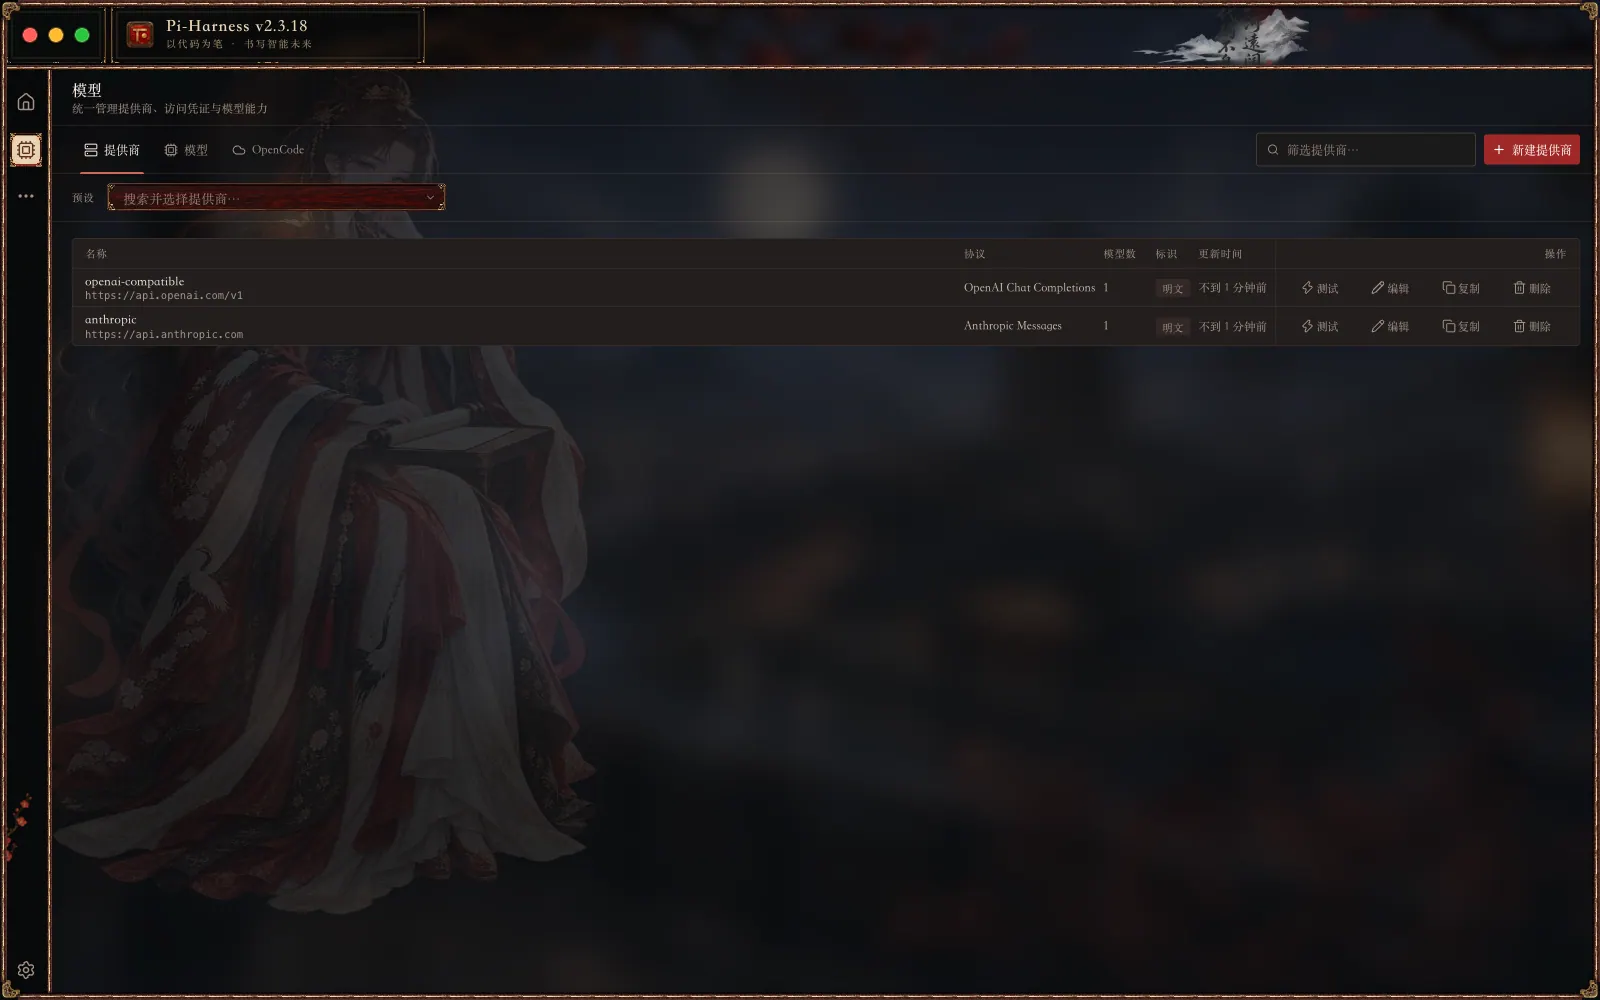 Pi-Harness v2.3.18
以代码为笔 · 书写智能未来
模型
统一管理提供商、访问凭证与模型能力
提供商
模型
OpenCode
筛选提供商…
新建提供商
预设
搜索并选择提供商…
名称 协议 模型数 标识 更新时间 操作
openai-compatible
https://api.openai.com/v1
OpenAI Chat Completions 1 明文 不到 1 分钟前 测试 编辑 复制 删除
anthropic
https://api.anthropic.com
Anthropic Messages 1 明文 不到 1 分钟前 测试 编辑 复制 删除